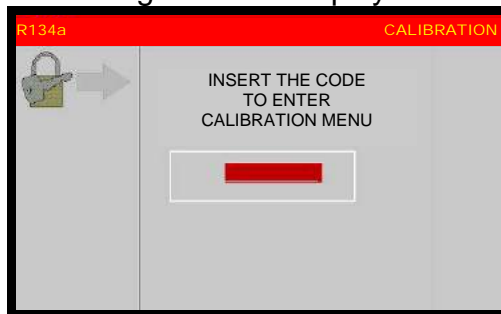 R134a CALIBRATION
INSERT THE CODE
TO ENTER
CALIBRATION MENU